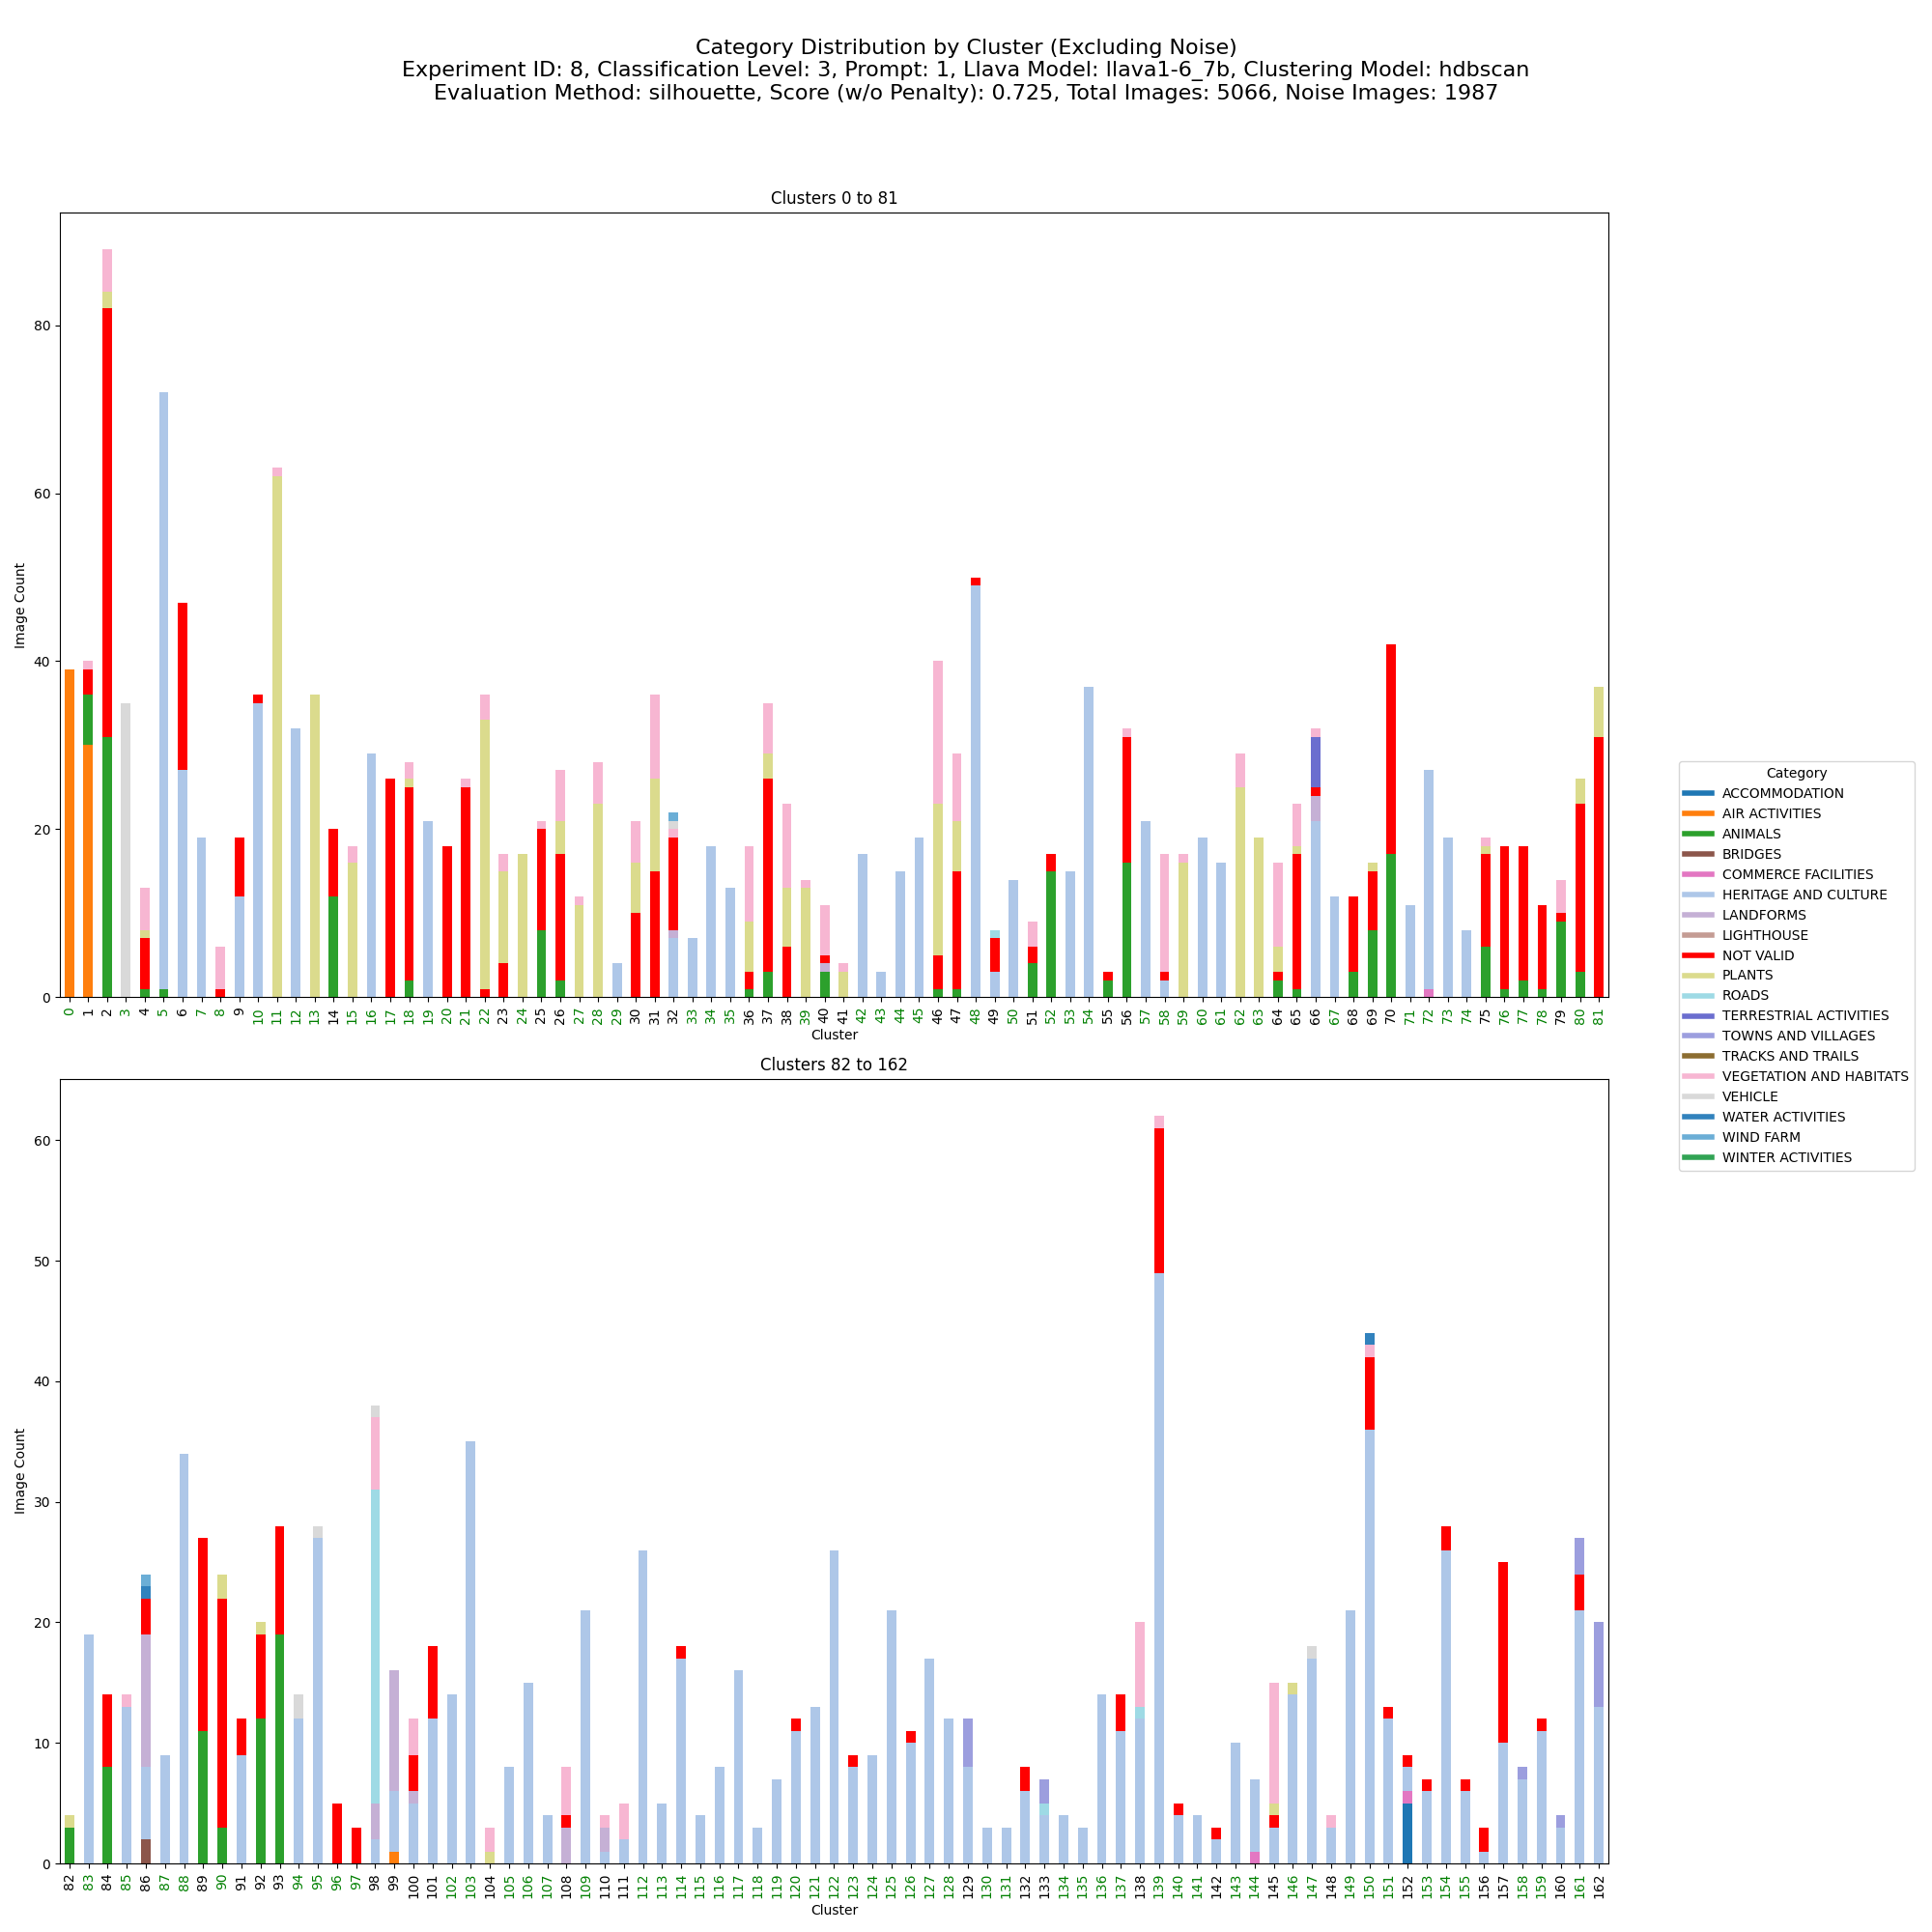 Category Distribution by Cluster (Excluding Noise)
Experiment ID: 8, Classification Level: 3, Prompt: 1, Llava Model: llava1-6_7b, Clustering Model: hdbscan
Evaluation Method: silhouette, Score (w/o Penalty): 0.725, Total Images: 5066, Noise Images: 1987
Clusters 0 to 81
Image Count
80
60
40
20
0
0 1 2 3 4 5 6 7 8 9 10 11 12 13 14 15 16 17 18 19 20 21 22 23 24 25 26 27 28 29 30 31 32 33 34 35 36 37 38 39 40 41 42 43 44 45 46 47 48 49 50 51 52 53 54 55 56 57 58 59 60 61 62 63 64 65 66 67 68 69 70 71 72 73 74 75 76 77 78 79 80 81
Cluster
Category
ACCOMMODATION
AIR ACTIVITIES
ANIMALS
BRIDGES
COMMERCE FACILITIES
HERITAGE AND CULTURE
LANDFORMS
LIGHTHOUSE
NOT VALID
PLANTS
ROADS
TERRESTRIAL ACTIVITIES
TOWNS AND VILLAGES
TRACKS AND TRAILS
VEGETATION AND HABITATS
VEHICLE
WATER ACTIVITIES
WIND FARM
WINTER ACTIVITIES
Clusters 82 to 162
Image Count
60
50
40
30
20
10
0
82 83 84 85 86 87 88 89 90 91 92 93 94 95 96 97 98 99 100 101 102 103 104 105 106 107 108 109 110 111 112 113 114 115 116 117 118 119 120 121 122 123 124 125 126 127 128 129 130 131 132 133 134 135 136 137 138 139 140 141 142 143 144 145 146 147 148 149 150 151 152 153 154 155 156 157 158 159 160 161 162
Cluster